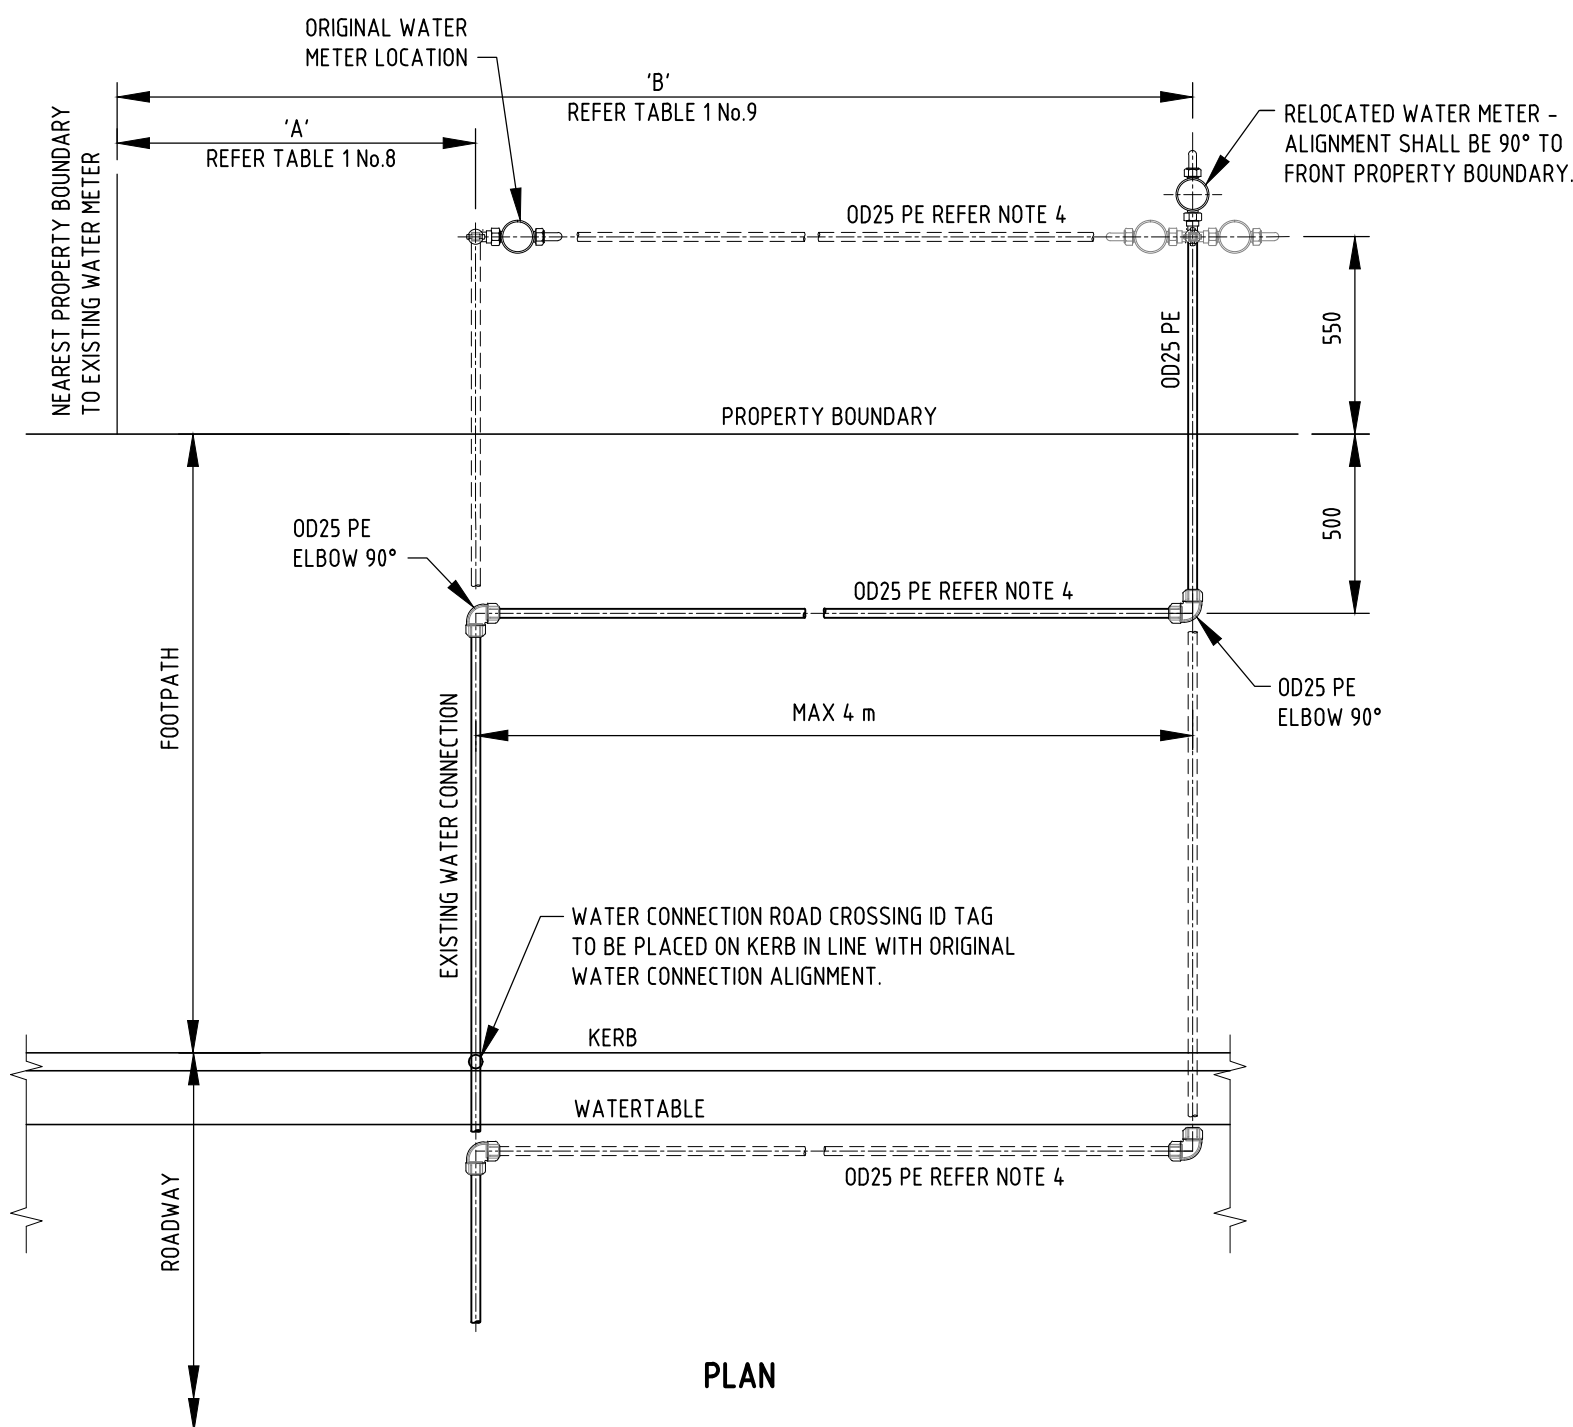 ORIGINAL WATER
METER LOCATION
'B'
REFER TABLE 1 No.9
'A'
REFER TABLE 1 No.8
RELOCATED WATER METER -
ALIGNMENT SHALL BE 90° TO
FRONT PROPERTY BOUNDARY.
NEAREST PROPERTY BOUNDARY
TO EXISTING WATER METER
OD25 PE REFER NOTE 4
OD25 PE
550
PROPERTY BOUNDARY
500
OD25 PE
ELBOW 90°
OD25 PE REFER NOTE 4
FOOTPATH
EXISTING WATER CONNECTION
MAX 4 m
OD25 PE
ELBOW 90°
WATER CONNECTION ROAD CROSSING ID TAG
TO BE PLACED ON KERB IN LINE WITH ORIGINAL
WATER CONNECTION ALIGNMENT.
KERB
WATERTABLE
OD25 PE REFER NOTE 4
ROADWAY
PLAN